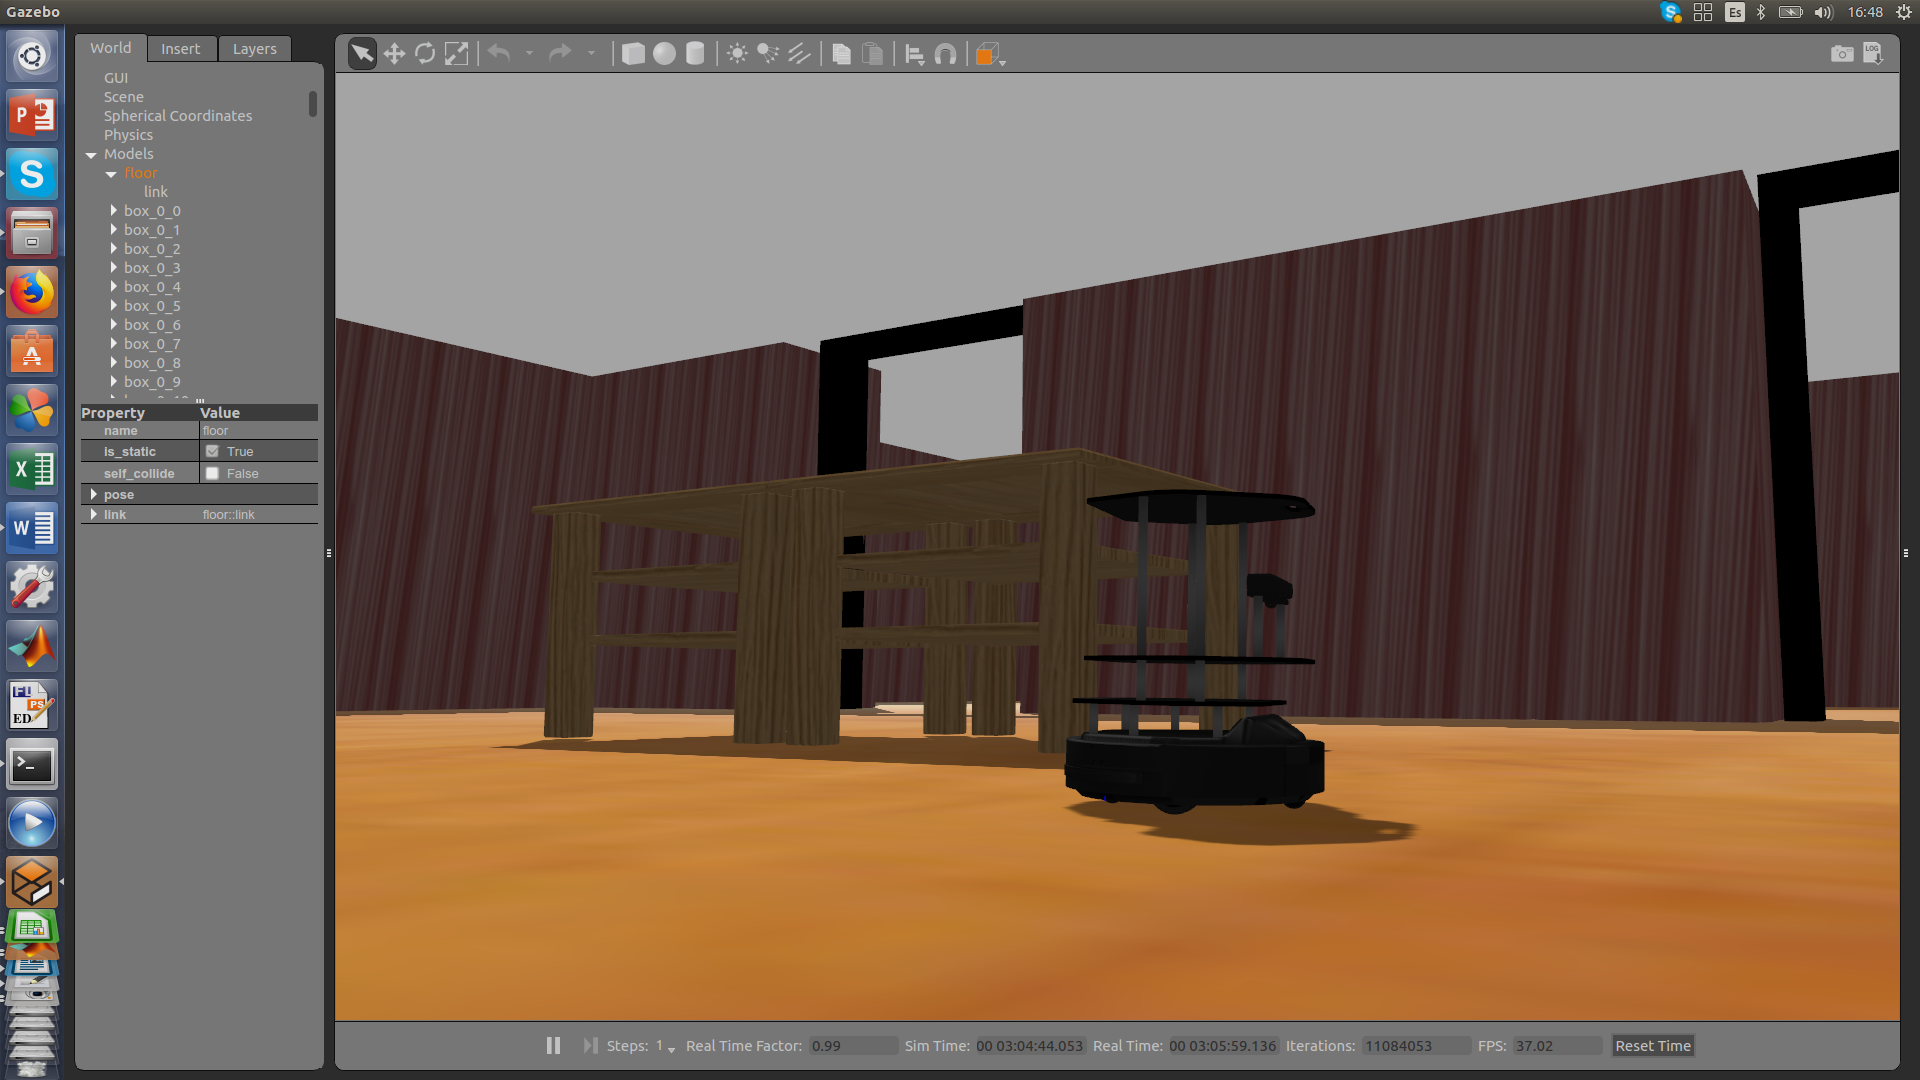 Gazebo
Es
16:48
World
Insert
Layers
LOG
GUI
Scene
Spherical Coordinates
Physics
Models
floor
link
box_0_0
box_0_1
box_0_2
box_0_3
box_0_4
box_0_5
box_0_6
box_0_7
box_0_8
box_0_9
Property Value
name floor
is_static True
self_collide False
pose
link floor::link
Steps: 1 Real Time Factor: 0.99 Sim Time: 00 03:04:44.053 Real Time: 00 03:05:59.136 Iterations: 11084053 FPS: 37.02 Reset Time